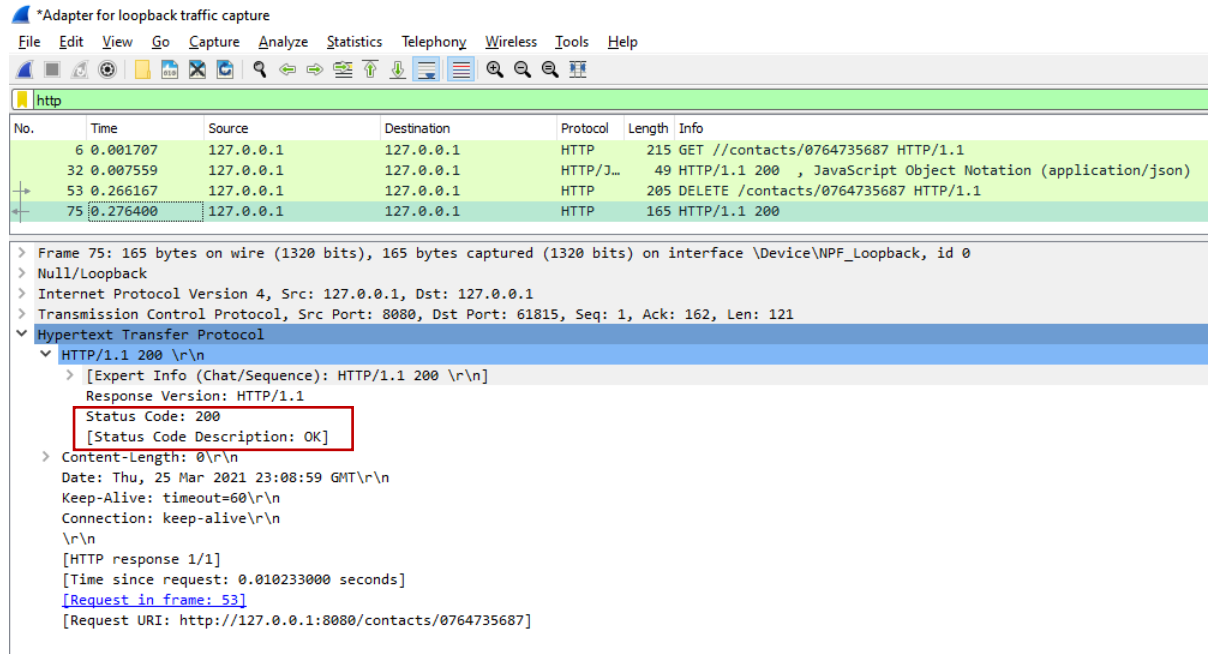 *Adapter for loopback traffic capture
File Edit View Go Capture Analyze Statistics Telephony Wireless Tools Help
http
No. Time Source Destination Protocol Length Info
6 0.001707 127.0.0.1 127.0.0.1 HTTP 215 GET //contacts/0764735687 HTTP/1.1
32 0.007559 127.0.0.1 127.0.0.1 HTTP/J… 49 HTTP/1.1 200 , JavaScript Object Notation (application/json)
53 0.266167 127.0.0.1 127.0.0.1 HTTP 205 DELETE /contacts/0764735687 HTTP/1.1
75 0.276400 127.0.0.1 127.0.0.1 HTTP 165 HTTP/1.1 200
Frame 75: 165 bytes on wire (1320 bits), 165 bytes captured (1320 bits) on interface \Device\NPF_Loopback, id 0
Null/Loopback
Internet Protocol Version 4, Src: 127.0.0.1, Dst: 127.0.0.1
Transmission Control Protocol, Src Port: 8080, Dst Port: 61815, Seq: 1, Ack: 162, Len: 121
Hypertext Transfer Protocol
HTTP/1.1 200 \r\n
[Expert Info (Chat/Sequence): HTTP/1.1 200 \r\n]
Response Version: HTTP/1.1
Status Code: 200
[Status Code Description: OK]
Content-Length: 0\r\n
Date: Thu, 25 Mar 2021 23:08:59 GMT\r\n
Keep-Alive: timeout=60\r\n
Connection: keep-alive\r\n
\r\n
[HTTP response 1/1]
[Time since request: 0.010233000 seconds]
[Request in frame: 53]
[Request URI: http://127.0.0.1:8080/contacts/0764735687]